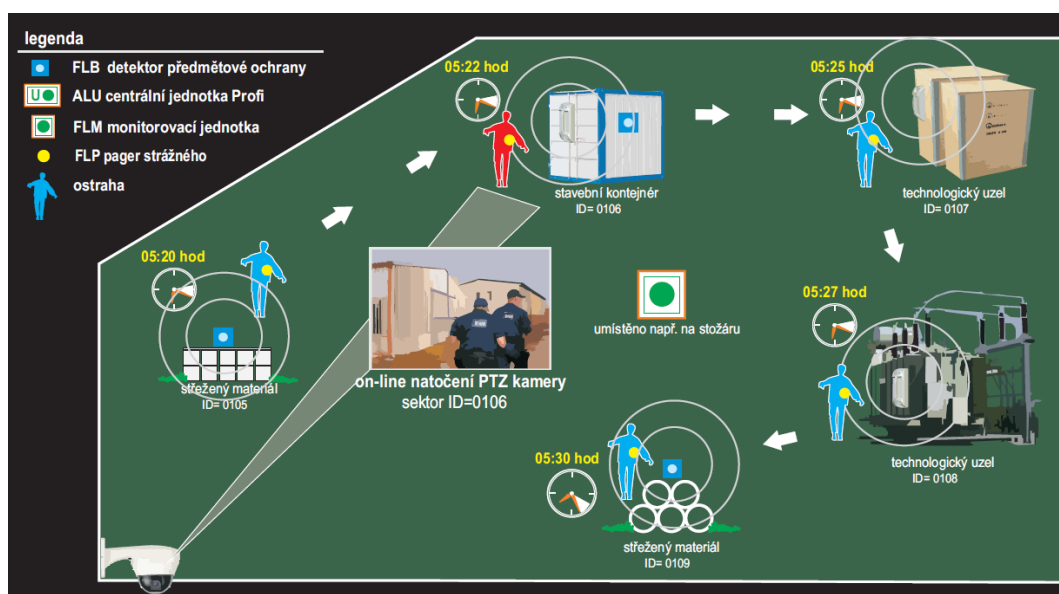 legenda
FLB detektor předmětové ochrany
ALU centrální jednotka Profi
FLM monitorovací jednotka
FLP pager strážného
ostraha
05:20 hod
střežený materiál
ID= 0105
05:22 hod
stavební kontejnér
ID= 0106
05:25 hod
technologický uzel
ID= 0107
05:27 hod
technologický uzel
ID= 0108
05:30 hod
střežený materiál
ID= 0109
umístěno např. na stožáru
on-line natočení PTZ kamery
sektor ID=0106
U